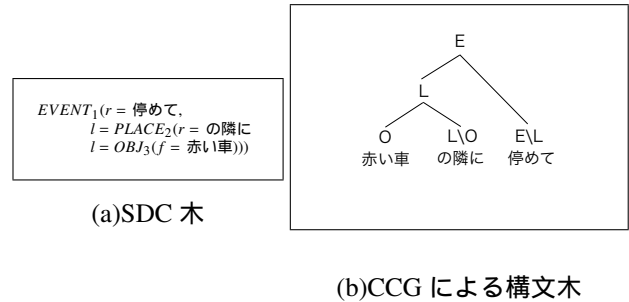 EVENT₁(r = 停めて,
l = PLACE₂(r = の隣に
l = OBJ₃(f = 赤い車)))
(a)SDC 木
E
L
O L\O E\L
赤い車 の隣に 停めて
(b)CCG による構文木